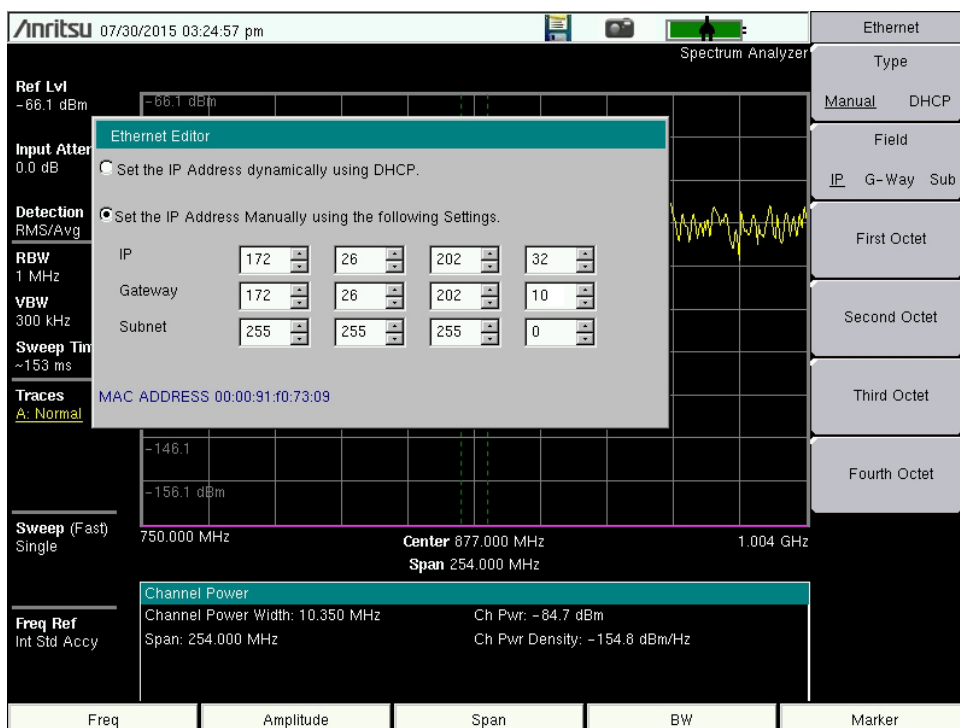 Anritsu 07/30/2015 03:24:57 pm
Spectrum Analyzer
Ref Lvl
-66.1 dBm
-66.1 dBm
Input Atten
0.0 dB
Detection
RMS/Avg
RBW
1 MHz
VBW
300 kHz
Sweep Tim
~153 ms
Traces
A: Normal
Sweep (Fast)
Single
Freq Ref
Int Std Accy
Ethernet Editor
Set the IP Address dynamically using DHCP.
Set the IP Address Manually using the following Settings.
IP 172 26 202 32
Gateway 172 26 202 10
Subnet 255 255 255 0
MAC ADDRESS 00:00:91:f0:73:09
-146.1
-156.1 dBm
750.000 MHz Center 877.000 MHz 1.004 GHz
Span 254.000 MHz
Channel Power
Channel Power Width: 10.350 MHz Ch Pwr: -84.7 dBm
Span: 254.000 MHz Ch Pwr Density: -154.8 dBm/Hz
Ethernet
Type
Manual DHCP
Field
IP G-Way Sub
First Octet
Second Octet
Third Octet
Fourth Octet
Freq Amplitude Span BW Marker